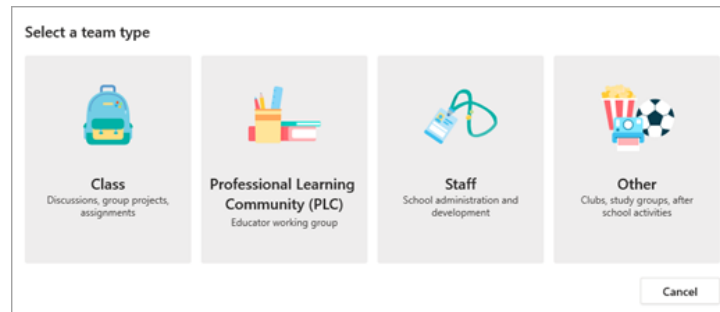 Select a team type
Class
Discussions, group projects,
assignments
Professional Learning
Community (PLC)
Educator working group
Staff
School administration and
development
Other
Clubs, study groups, after
school activities
Cancel